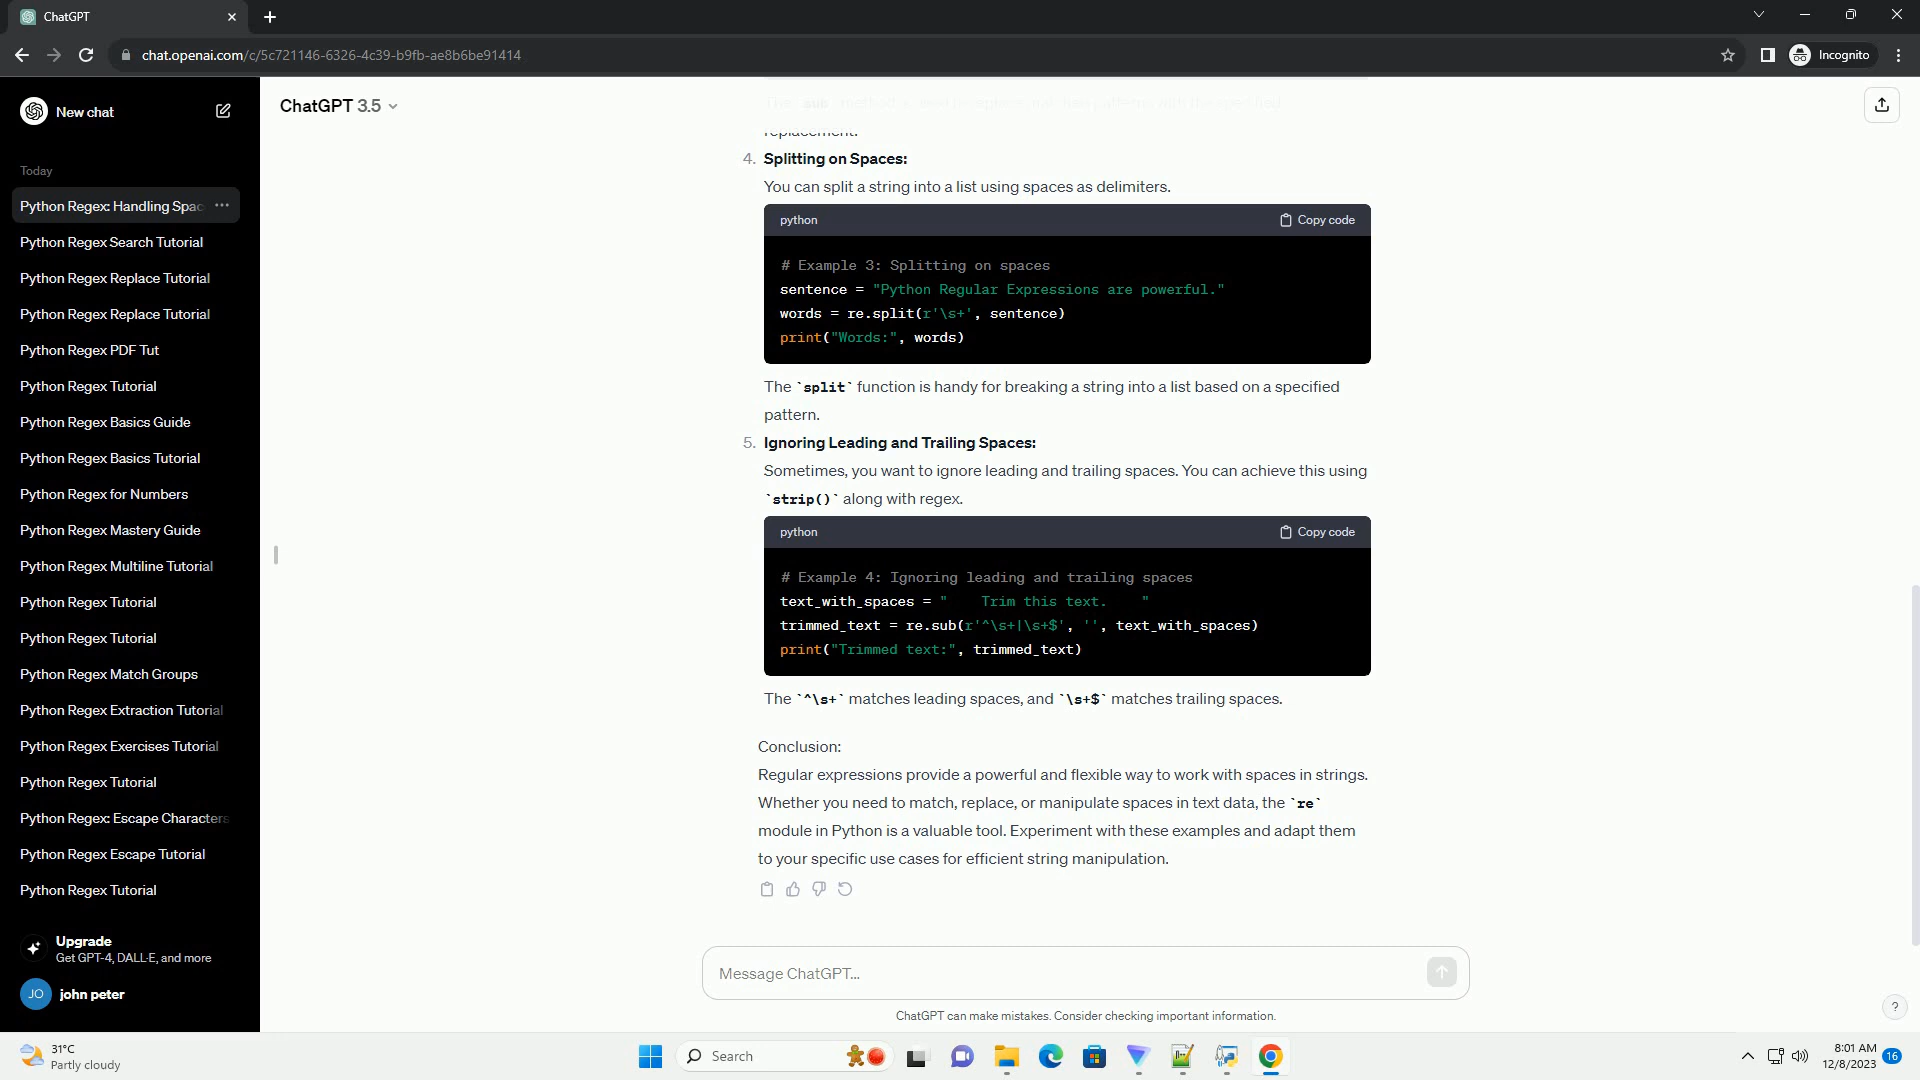 ChatGPT
chat.openai.com/c/5c721146-6326-4c39-b9fb-ae8b6be91414
Incognito
New chat
Today
Python Regex: Handling Spac
Python Regex Search Tutorial
Python Regex Replace Tutorial
Python Regex Replace Tutorial
Python Regex PDF Tut
Python Regex Tutorial
Python Regex Basics Guide
Python Regex Basics Tutorial
Python Regex for Numbers
Python Regex Mastery Guide
Python Regex Multiline Tutorial
Python Regex Tutorial
Python Regex Tutorial
Python Regex Match Groups
Python Regex Extraction Tutorial
Python Regex Exercises Tutorial
Python Regex Tutorial
Python Regex: Escape Characters
Python Regex Escape Tutorial
Python Regex Tutorial
Upgrade
Get GPT-4, DALL·E, and more
JO john peter
ChatGPT 3.5
replacement.
4. Splitting on Spaces:
You can split a string into a list using spaces as delimiters.
python Copy code
# Example 3: Splitting on spaces
sentence = "Python Regular Expressions are powerful."
words = re.split(r'\s+', sentence)
print("Words:", words)
The `split` function is handy for breaking a string into a list based on a specified
pattern.
5. Ignoring Leading and Trailing Spaces:
Sometimes, you want to ignore leading and trailing spaces. You can achieve this using
`strip()` along with regex.
python Copy code
# Example 4: Ignoring leading and trailing spaces
text_with_spaces = "    Trim this text.    "
trimmed_text = re.sub(r'^\s+|\s+$', '', text_with_spaces)
print("Trimmed text:", trimmed_text)
The `^\s+` matches leading spaces, and `\s+$` matches trailing spaces.
Conclusion:
Regular expressions provide a powerful and flexible way to work with spaces in strings.
Whether you need to match, replace, or manipulate spaces in text data, the `re`
module in Python is a valuable tool. Experiment with these examples and adapt them
to your specific use cases for efficient string manipulation.
Message ChatGPT...
ChatGPT can make mistakes. Consider checking important information.
?
31°C
Partly cloudy
Search
8:01 AM
12/8/2023
16